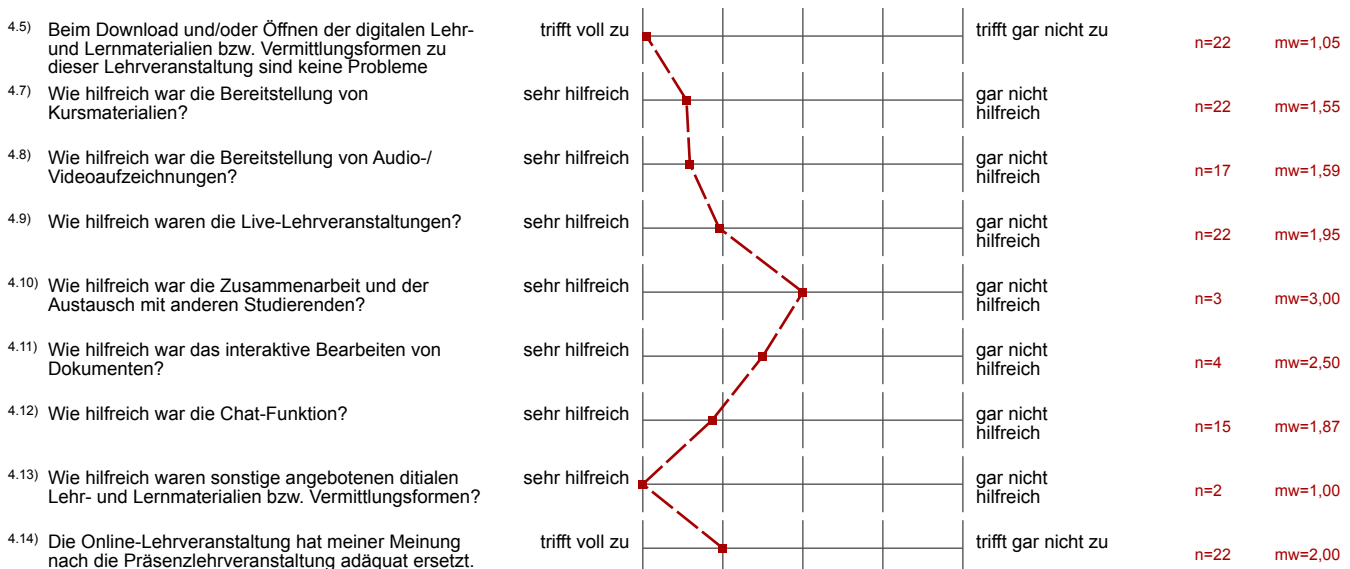 4.5) Beim Download und/oder Öffnen der digitalen Lehr- trifft voll zu trifft gar nicht zu n=22 mw=1,05
und Lernmaterialien bzw. Vermittlungsformen zu
dieser Lehrveranstaltung sind keine Probleme
4.7) Wie hilfreich war die Bereitstellung von sehr hilfreich gar nicht n=22 mw=1,55
Kursmaterialien? hilfreich
4.8) Wie hilfreich war die Bereitstellung von Audio-/ sehr hilfreich gar nicht n=17 mw=1,59
Videoaufzeichnungen? hilfreich
4.9) Wie hilfreich waren die Live-Lehrveranstaltungen? sehr hilfreich gar nicht n=22 mw=1,95
hilfreich
4.10) Wie hilfreich war die Zusammenarbeit und der sehr hilfreich gar nicht n=3 mw=3,00
Austausch mit anderen Studierenden? hilfreich
4.11) Wie hilfreich war das interaktive Bearbeiten von sehr hilfreich gar nicht n=4 mw=2,50
Dokumenten? hilfreich
4.12) Wie hilfreich war die Chat-Funktion? sehr hilfreich gar nicht n=15 mw=1,87
hilfreich
4.13) Wie hilfreich waren sonstige angebotenen ditialen sehr hilfreich gar nicht n=2 mw=1,00
Lehr- und Lernmaterialien bzw. Vermittlungsformen? hilfreich
4.14) Die Online-Lehrveranstaltung hat meiner Meinung trifft voll zu trifft gar nicht zu n=22 mw=2,00
nach die Präsenzlehrveranstaltung adäquat ersetzt.